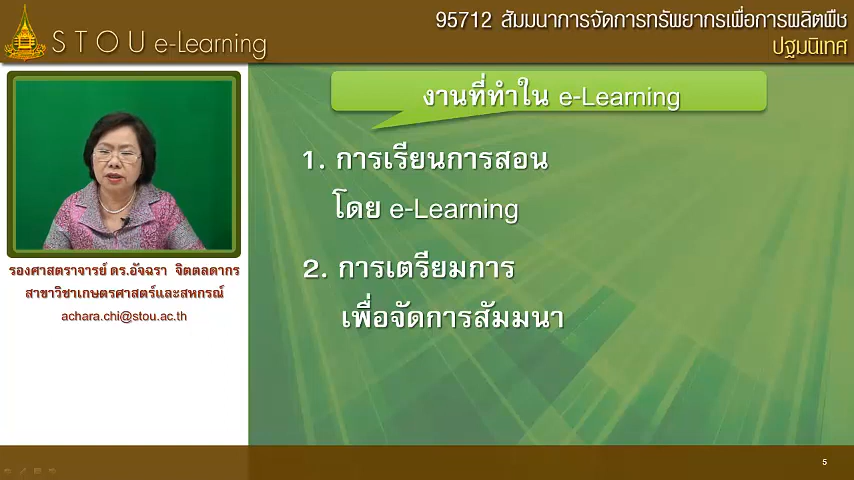 STOU e-Learning
95712 สัมมนาการจัดการทรัพยากรเพื่อการผลิตพืช
ปฐมนิเทศ
งานที่ทำใน e-Learning
1. การเรียนการสอน
โดย e-Learning
2. การเตรียมการ
เพื่อจัดการสัมมนา
รองศาสตราจารย์ ดร.อัจฉรา จิตตลดากร
สาขาวิชาเกษตรศาสตร์และสหกรณ์
achara.chi@stou.ac.th
5